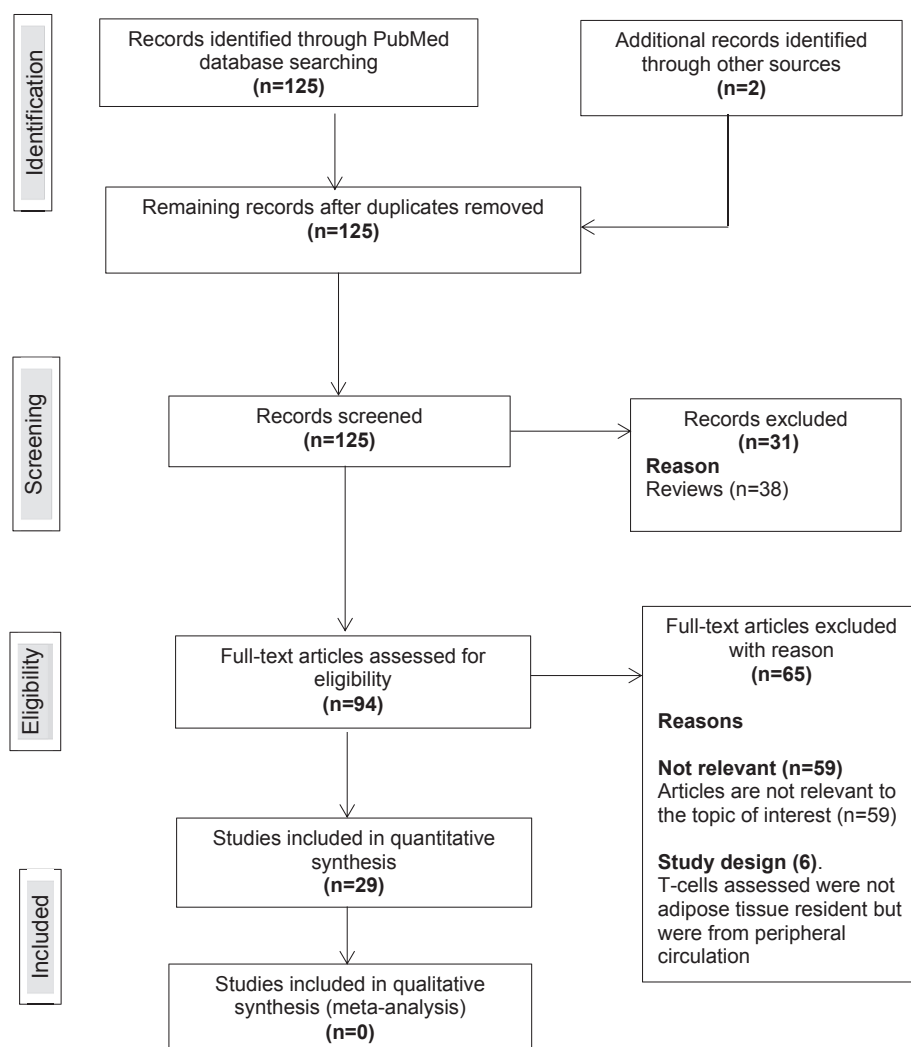 Identification
Records identified through PubMed
database searching
(n=125)
Additional records identified
through other sources
(n=2)
Remaining records after duplicates removed
(n=125)
Screening
Records screened
(n=125)
Records excluded
(n=31)
Reason
Reviews (n=38)
Eligibility
Full-text articles assessed for
eligibility
(n=94)
Full-text articles excluded
with reason
(n=65)
Reasons
Not relevant (n=59)
Articles are not relevant to
the topic of interest (n=59)
Study design (6).
T-cells assessed were not
adipose tissue resident but
were from peripheral
circulation
Included
Studies included in quantitative
synthesis
(n=29)
Studies included in qualitative
synthesis (meta-analysis)
(n=0)